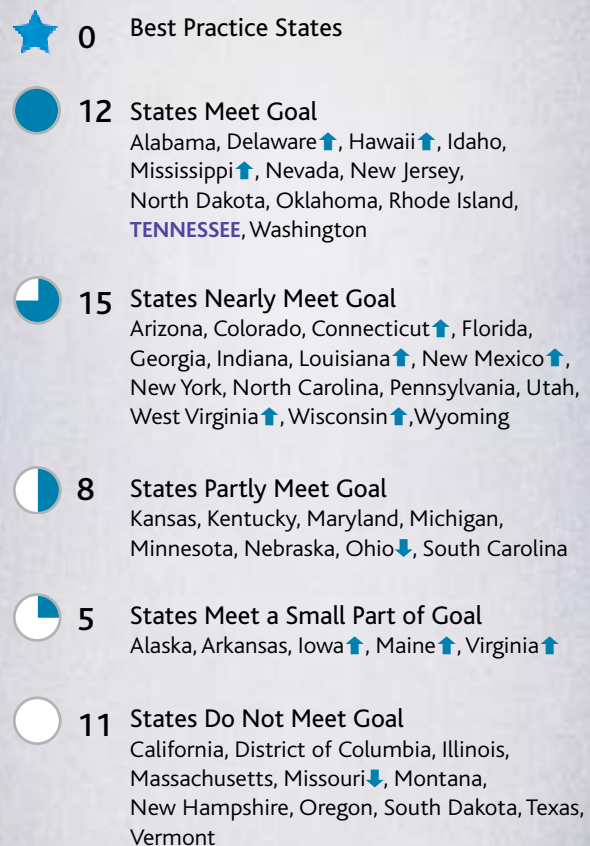 0 Best Practice States
12 States Meet Goal
Alabama, Delaware⬆, Hawaii⬆, Idaho,
Mississippi⬆, Nevada, New Jersey,
North Dakota, Oklahoma, Rhode Island,
TENNESSEE, Washington
15 States Nearly Meet Goal
Arizona, Colorado, Connecticut⬆, Florida,
Georgia, Indiana, Louisiana⬆, New Mexico⬆,
New York, North Carolina, Pennsylvania, Utah,
West Virginia⬆, Wisconsin⬆,Wyoming
8 States Partly Meet Goal
Kansas, Kentucky, Maryland, Michigan,
Minnesota, Nebraska, Ohio⬇, South Carolina
5 States Meet a Small Part of Goal
Alaska, Arkansas, Iowa⬆, Maine⬆, Virginia⬆
11 States Do Not Meet Goal
California, District of Columbia, Illinois,
Massachusetts, Missouri⬇, Montana,
New Hampshire, Oregon, South Dakota, Texas,
Vermont